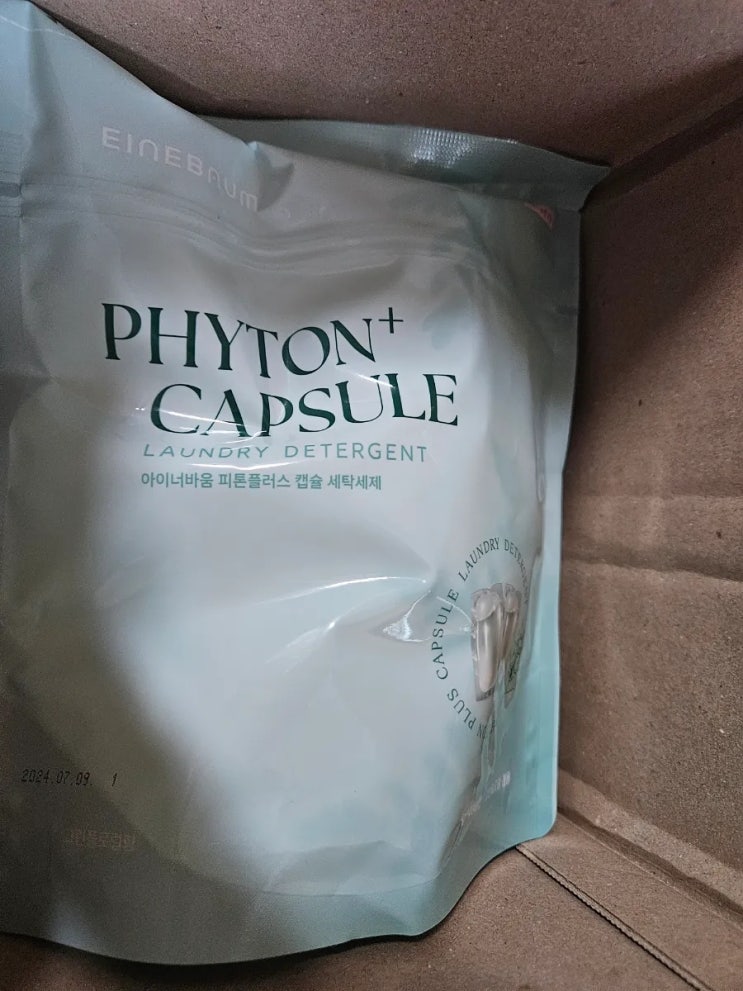 EINEBAUM
PHYTON+
CAPSULE
LAUNDRY DETERGENT
아이너바움 피톤플러스 캡슐 세탁세제
PLUS CAPSULE LAUNDRY DETERGENT
2024.07.09. 1